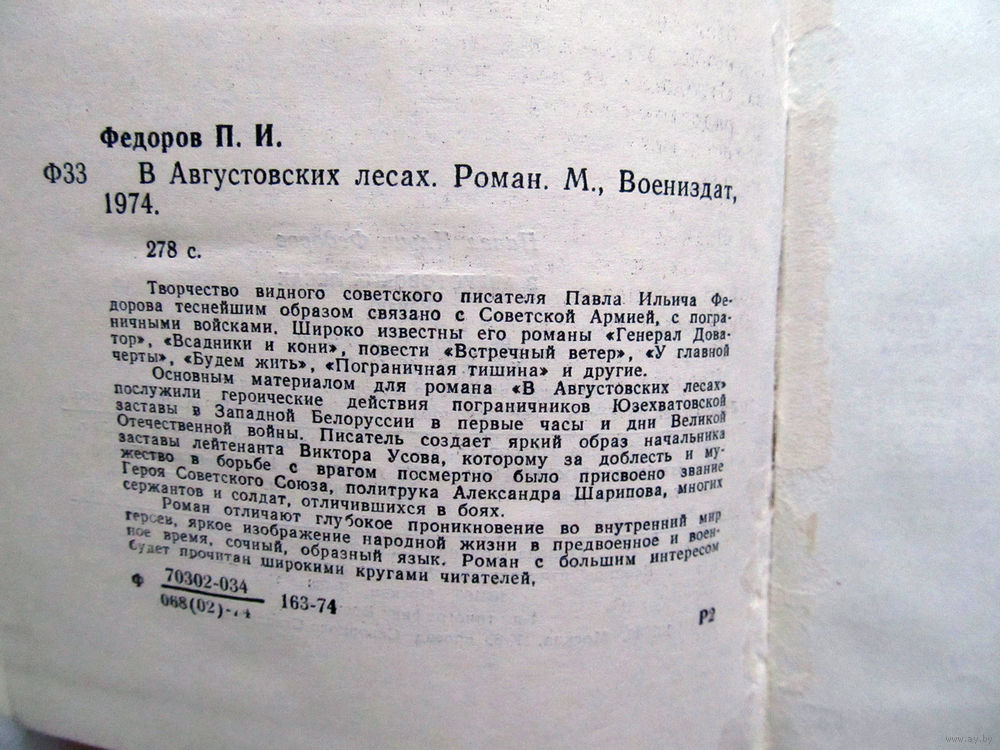 Федоров П. И.
Ф33 В Августовских лесах. Роман. М., Воениздат,
1974.
278 с.
Творчество видного советского писателя Павла Ильича Фе-
дорова теснейшим образом связано с Советской Армией, с погра-
ничными войсками. Широко известны его романы «Генерал Дова-
тор», «Всадники и кони», повести «Встречный ветер», «У главной
черты», «Будем жить», «Пограничная тишина» и другие.
Основным материалом для романа «В Августовских лесах»
послужили героические действия пограничников Юзехватовской
заставы в Западной Белоруссии в первые часы и дни Великой
Отечественной войны. Писатель создает яркий образ начальника
заставы лейтенанта Виктора Усова, которому за доблесть и му-
жество в борьбе с врагом посмертно было присвоено звание
Героя Советского Союза, политрука Александра Шарипова, многих
сержантов и солдат, отличившихся в боях.
Роман отличают глубокое проникновение во внутренний мир
героев, яркое изображение народной жизни в предвоенное и воен-
ное время, сочный, образный язык. Роман с большим интересом
будет прочитан широкими кругами читателей,
Ф 70302-034
068(02)-74 163-74
Р2
www.ay.by